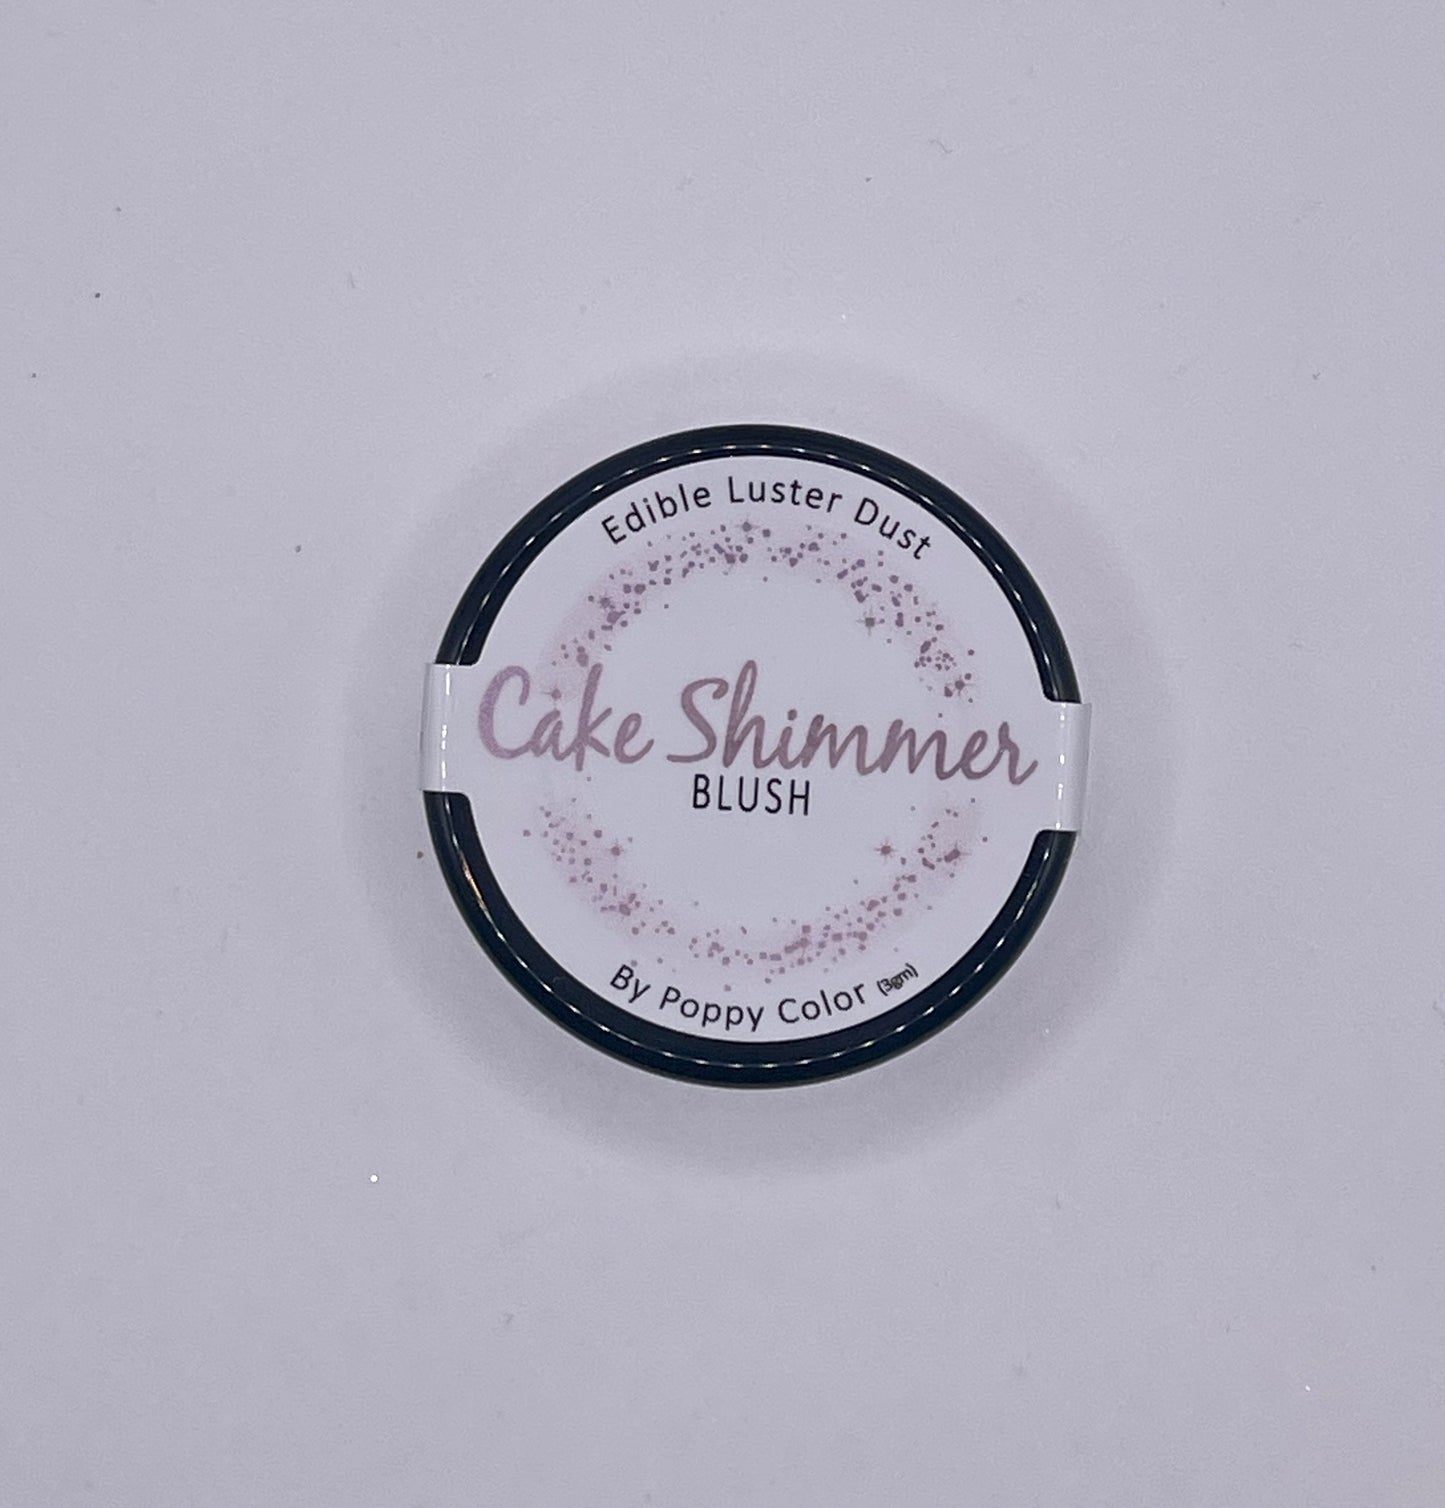 Edible Luster Dust
Cake Shimmer
BLUSH
By Poppy Color (3gm)